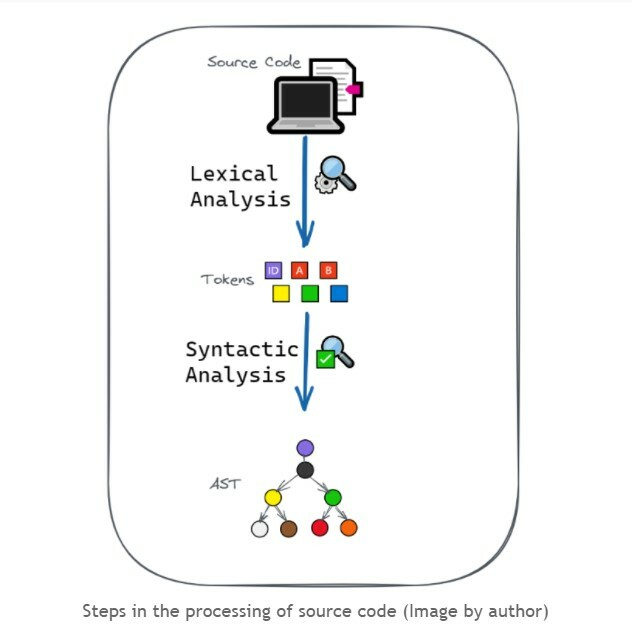 Source Code
Lexical
Analysis
Tokens
ID A B
Syntactic
Analysis
AST
Steps in the processing of source code (Image by author)